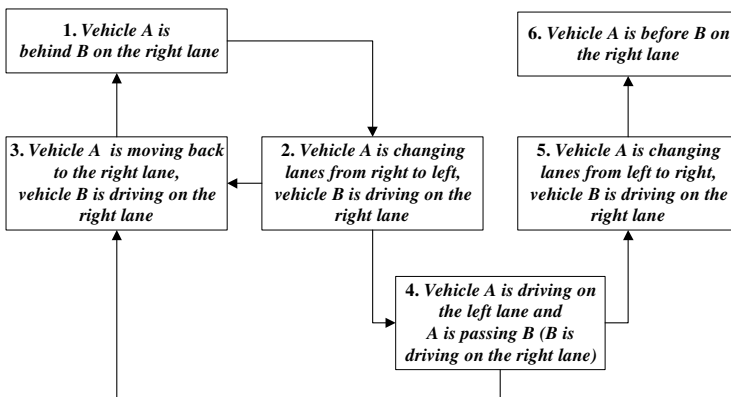 1. Vehicle A is
behind B on the right lane
6. Vehicle A is before B on
the right lane
3. Vehicle A is moving back
to the right lane,
vehicle B is driving on the
right lane
2. Vehicle A is changing
lanes from right to left,
vehicle B is driving on the
right lane
5. Vehicle A is changing
lanes from left to right,
vehicle B is driving on the
right lane
4. Vehicle A is driving on
the left lane and
A is passing B (B is
driving on the right lane)